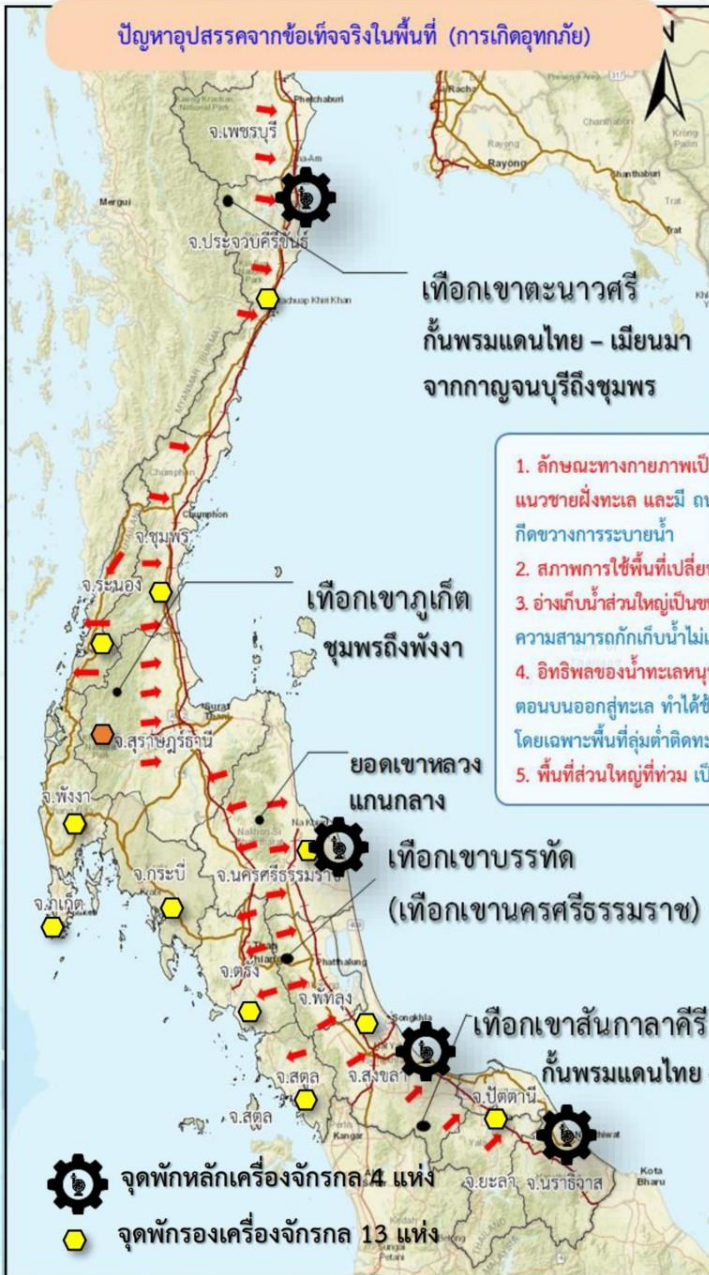 ปัญหาอุปสรรคจากข้อเท็จจริงในพื้นที่ (การเกิดอุทกภัย)
N
Phetchaburi
จ.เพชรบุรี
Rayong
Chanthaburi
Trat
Mergui
จ.ประจวบคีรีขันธ์
เทือกเขาตะนาวศรี
กั้นพรมแดนไทย – เมียนมา
จากกาญจนบุรีถึงชุมพร
1. ลักษณะทางกายภาพเป็
แนวชายฝั่งทะเล และมี ถน
กีดขวางการระบายน้ำ
2. สภาพการใช้พื้นที่เปลี่ยน
3. อ่างเก็บน้ำส่วนใหญ่เป็นขน
ความสามารถกักเก็บน้ำไม่เ
4. อิทธิพลของน้ำทะเลหนุน
ตอนบนออกสู่ทะเล ทำได้ช้
โดยเฉพาะพื้นที่ลุ่มต่ำติดทะ
5. พื้นที่ส่วนใหญ่ที่ท่วม เป็
Chumphon
Chumphon
จ.ชุมพร
จ.ระนอง
เทือกเขาภูเก็ต
ชุมพรถึงพังงา
Surat
Thani
จ.สุราษฎร์ธานี
ยอดเขาหลวง
แกนกลาง
จ.พังงา
จ.กระบี่
จ.นครศรีธรรมราช
เทือกเขาบรรทัด
(เทือกเขานครศรีธรรมราช)
จ.ภูเก็ต
จ.ตรัง
Phatthalung
จ.พัทลุง
Songkhla
เทือกเขาสันกาลาคีรี
กั้นพรมแดนไทย
จ.สตูล
จ.สงขลา
จ.ปัตตานี
จ.สตูล
Kangar
จ.ยะลา
จ.นราธิวาส
Kota
Bharu
จุดพักหลักเครื่องจักรกล 4 แห่ง
จุดพักรองเครื่องจักรกล 13 แห่ง